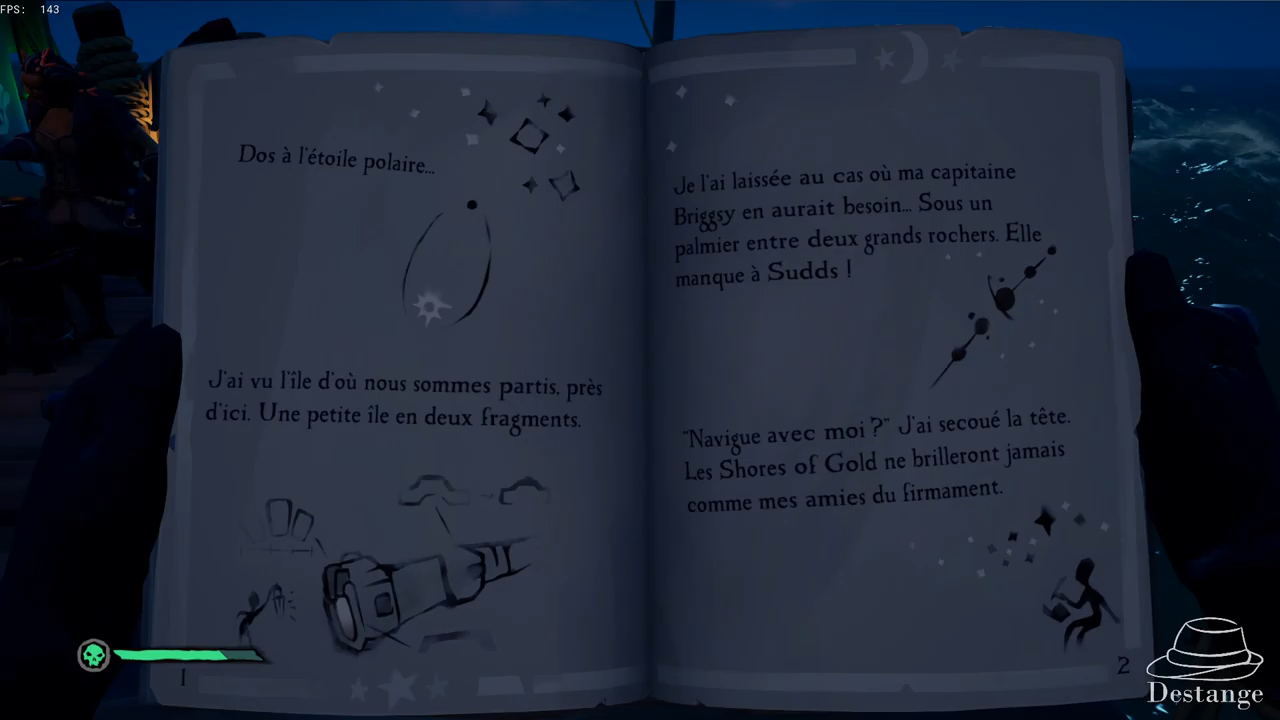 FPS: 143
Dos à l'étoile polaire...
J'ai vu l'île d'où nous sommes partis, près
d'ici. Une petite île en deux fragments.
1
Je l'ai laissée au cas où ma capitaine
Briggsy en aurait besoin... Sous un
palmier entre deux grands rochers. Elle
manque à Sudds !
"Navigue avec moi ?" J'ai secoué la tête.
Les Shores of Gold ne brilleront jamais
comme mes amies du firmament.
2
Destange